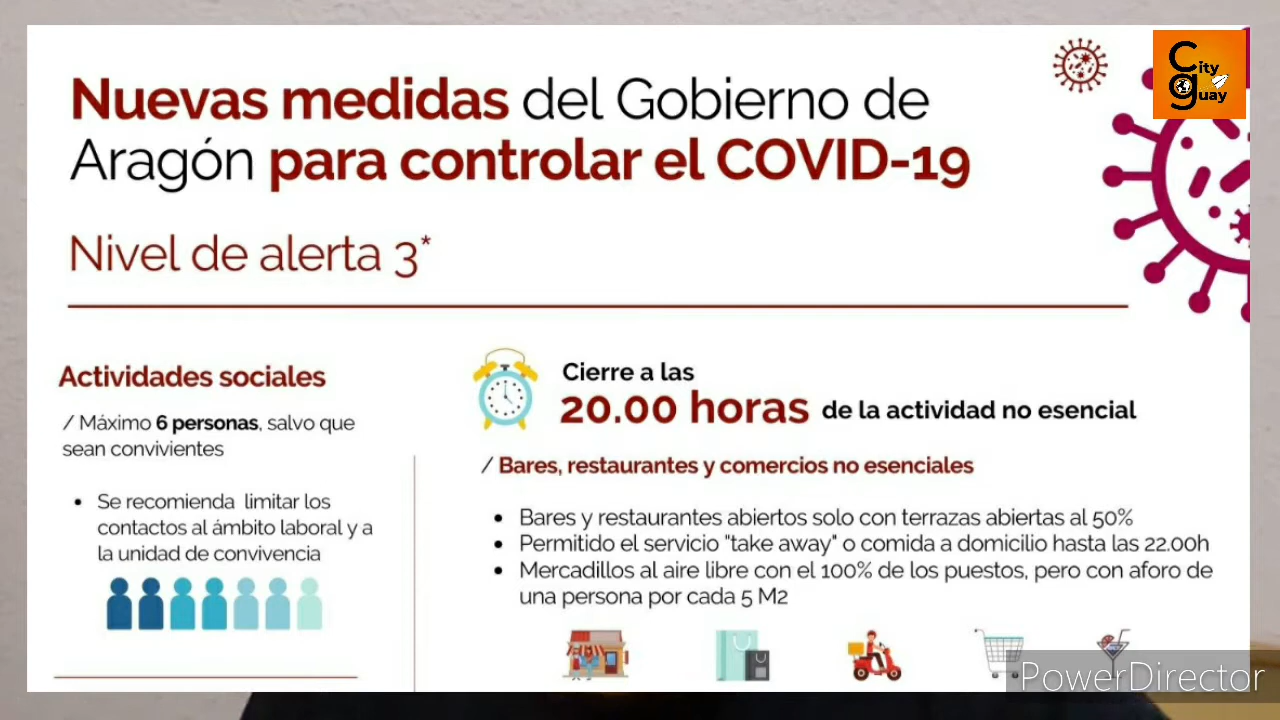 Nuevas medidas del Gobierno de
Aragón para controlar el COVID-19
Nivel de alerta 3*
City
guay
Actividades sociales
/ Máximo 6 personas, salvo que
sean convivientes
• Se recomienda limitar los
contactos al ámbito laboral y a
la unidad de convivencia
Cierre a las
20.00 horas de la actividad no esencial
/ Bares, restaurantes y comercios no esenciales
• Bares y restaurantes abiertos solo con terrazas abiertas al 50%
• Permitido el servicio "take away" o comida a domicilio hasta las 22.00h
• Mercadillos al aire libre con el 100% de los puestos, pero con aforo de
una persona por cada 5 M2
PowerDirector